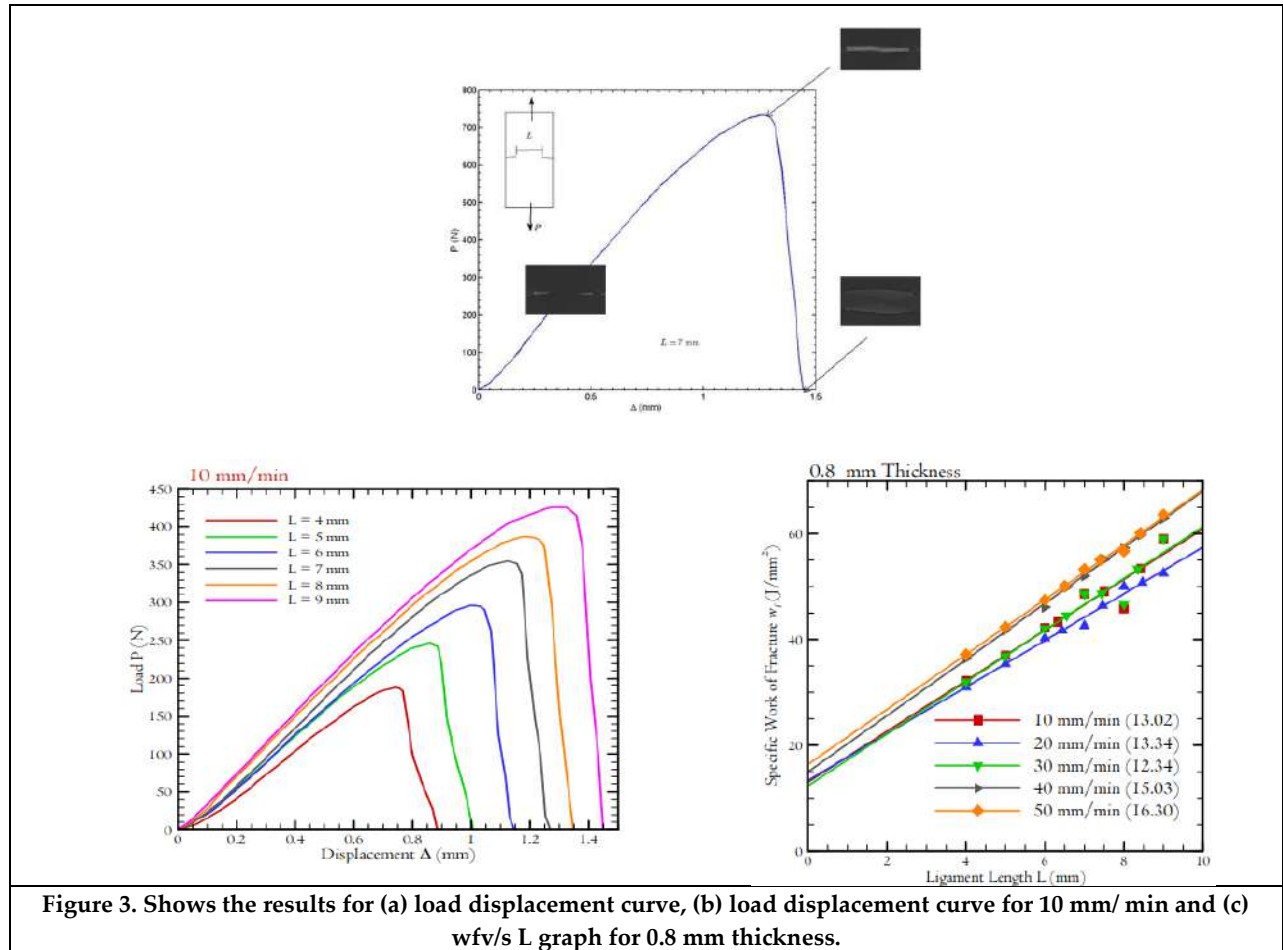 800
700
600
500
400
300
200
100
0
P (N)
L
P
L = 7 mm
0
0.5
1
1.5
Δ (mm)
10 mm/min
450
400
350
300
250
200
150
100
50
0
Load P (N)
L = 4 mm
L = 5 mm
L = 6 mm
L = 7 mm
L = 8 mm
L = 9 mm
0 0.2 0.4 0.6 0.8 1 1.2 1.4
Displacement Δ (mm)
0.8 mm Thickness
60
40
20
0
Specific Work of Fracture w_f (J/mm²)
10 mm/min (13.02)
20 mm/min (13.34)
30 mm/min (12.34)
40 mm/min (15.03)
50 mm/min (16.30)
0 2 4 6 8 10
Ligament Length L (mm)
Figure 3. Shows the results for (a) load displacement curve, (b) load displacement curve for 10 mm/ min and (c)
wfv/s L graph for 0.8 mm thickness.